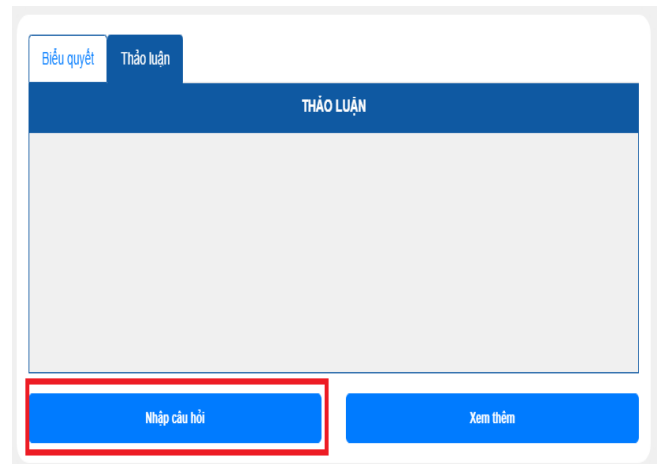 Biểu quyết Thảo luận
THẢO LUẬN
Nhập câu hỏi Xem thêm